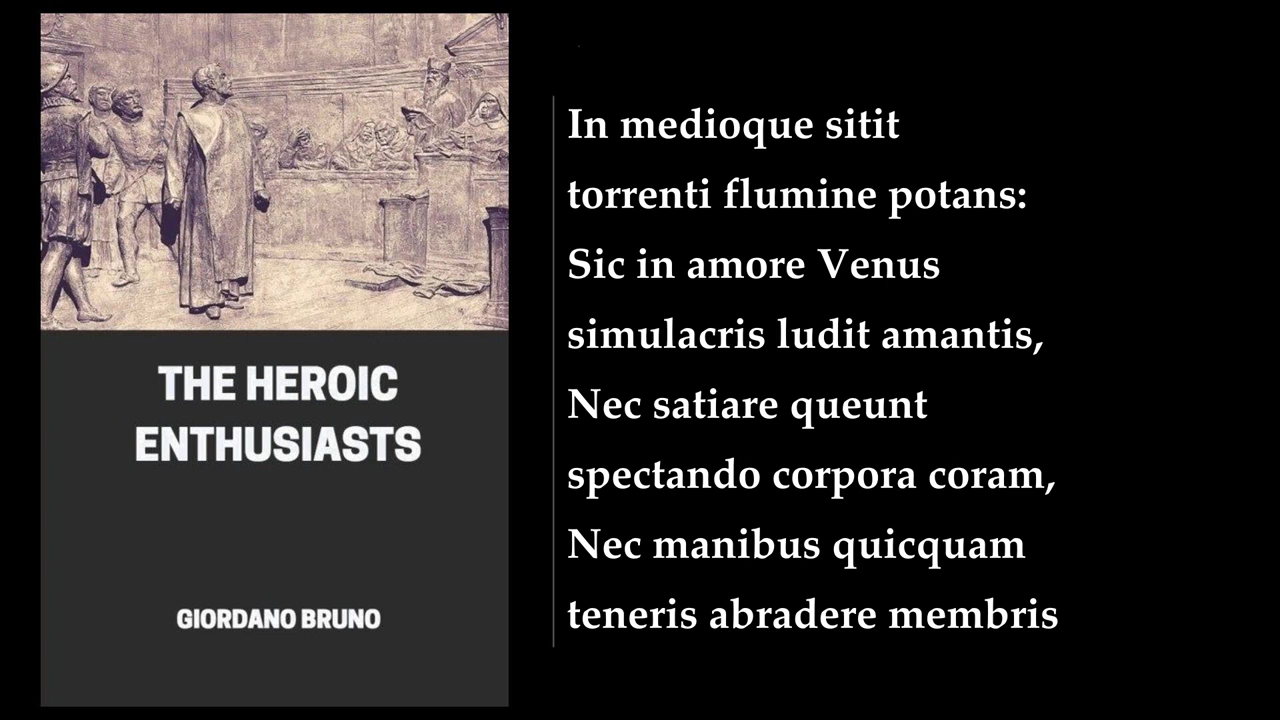 THE HEROIC
ENTHUSIASTS
GIORDANO BRUNO
In medioque sitit
torrenti flumine potans:
Sic in amore Venus
simulacris ludit amantis,
Nec satiare queunt
spectando corpora coram,
Nec manibus quicquam
teneris abradere membris